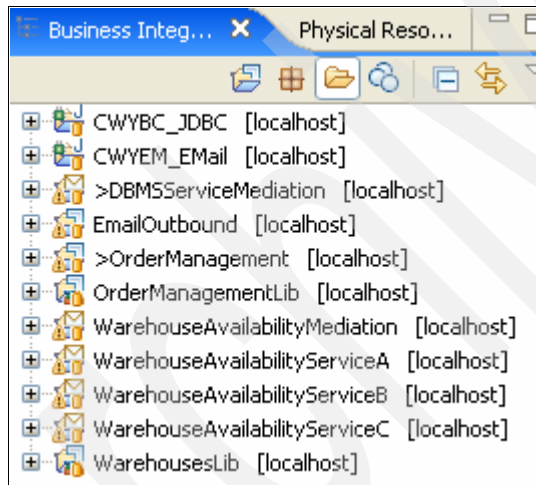 Business Integ... Physical Reso...
CWYBC_JDBC [localhost]
CWYEM_EMail [localhost]
>DBMSServiceMediation [localhost]
EmailOutbound [localhost]
>OrderManagement [localhost]
OrderManagementLib [localhost]
WarehouseAvailabilityMediation [localhost]
WarehouseAvailabilityServiceA [localhost]
WarehouseAvailabilityServiceB [localhost]
WarehouseAvailabilityServiceC [localhost]
WarehousesLib [localhost]